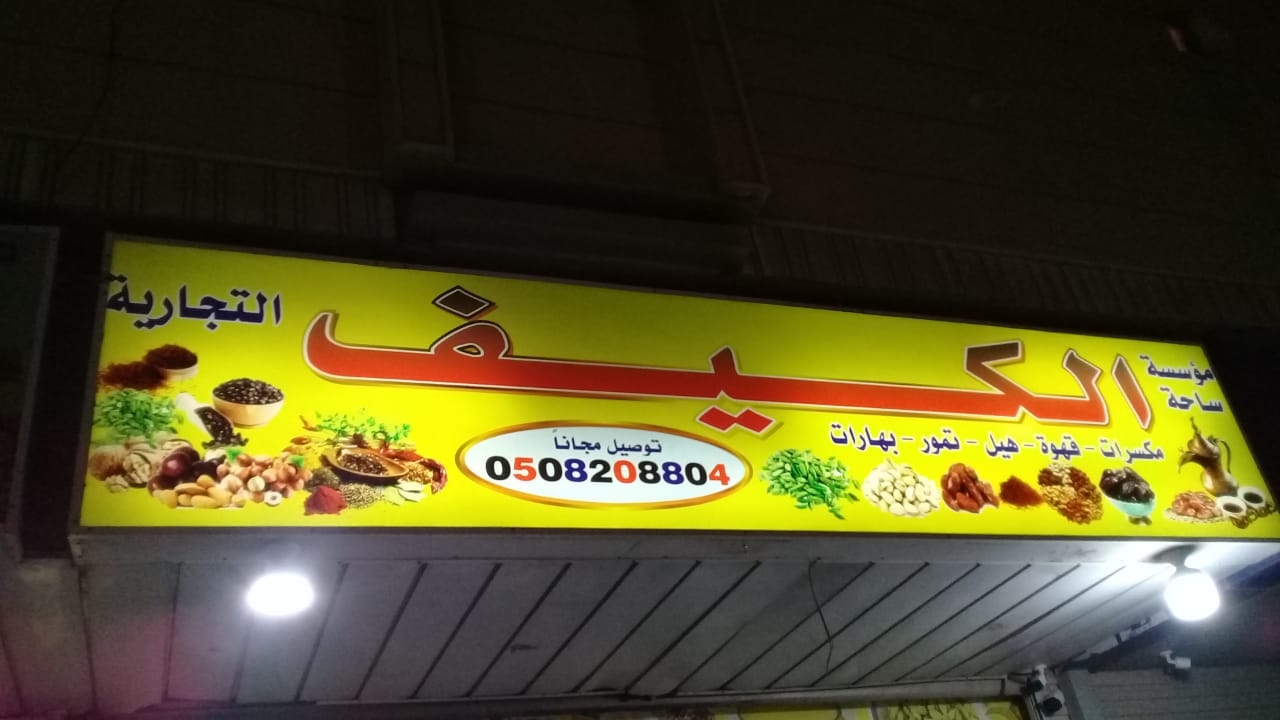 مؤسسة
ساحة
الكيف
التجارية
مكسرات - قهوة - هيل - تمور - بهارات
توصيل مجاناً
0508208804